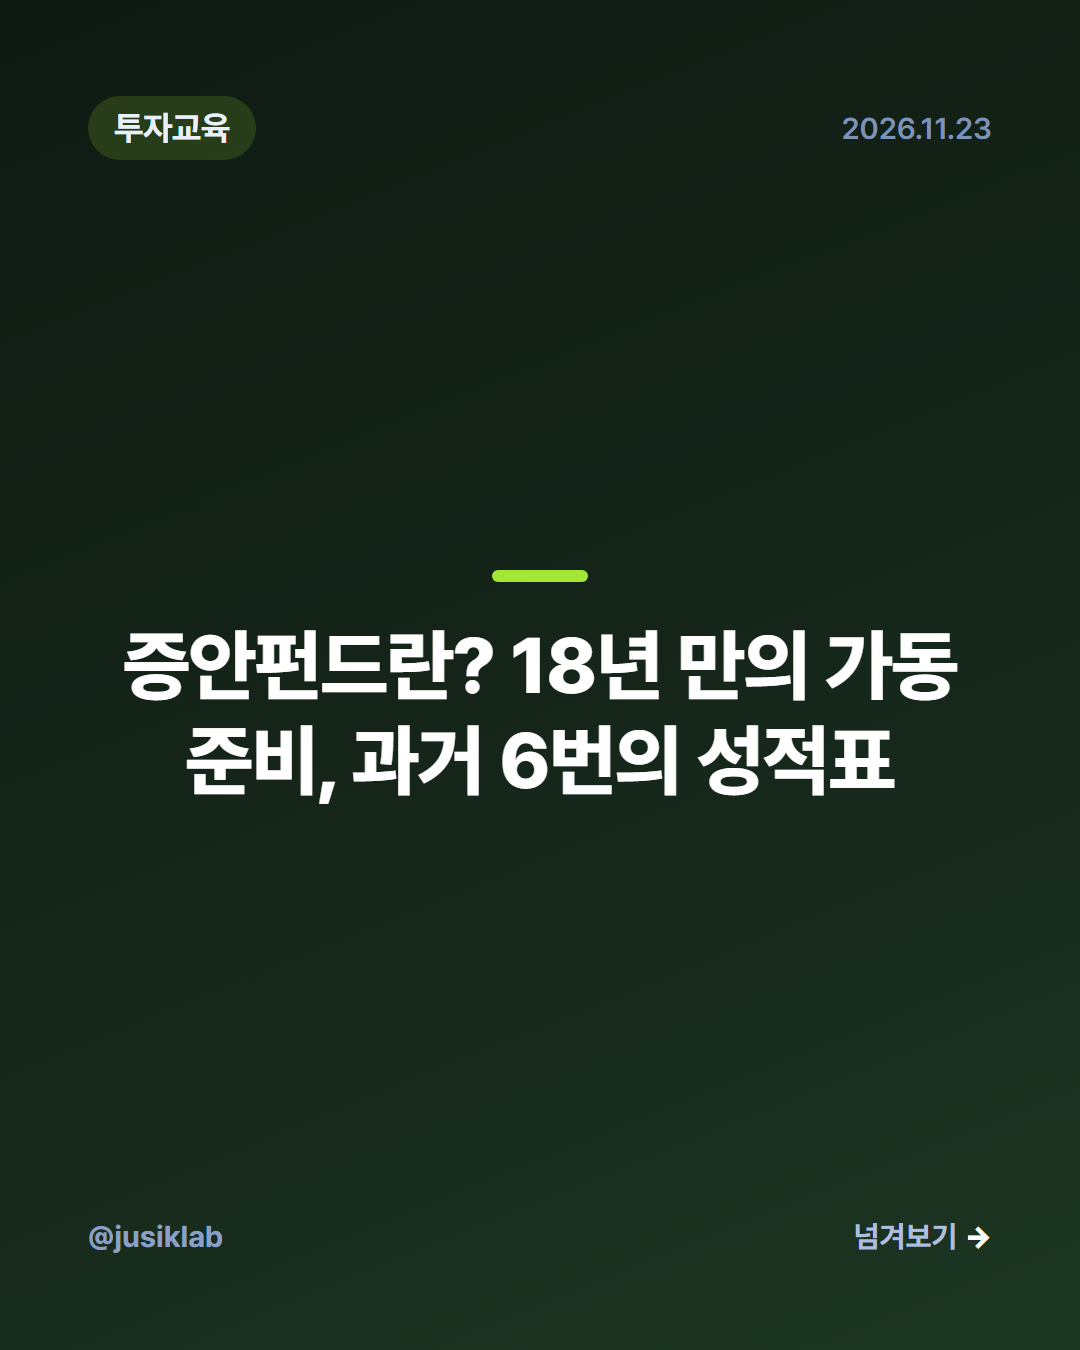 투자교육
2026.11.23
증안펀드란? 18년 만의 가동
준비, 과거 6번의 성적표
@jusiklab
넘겨보기 →